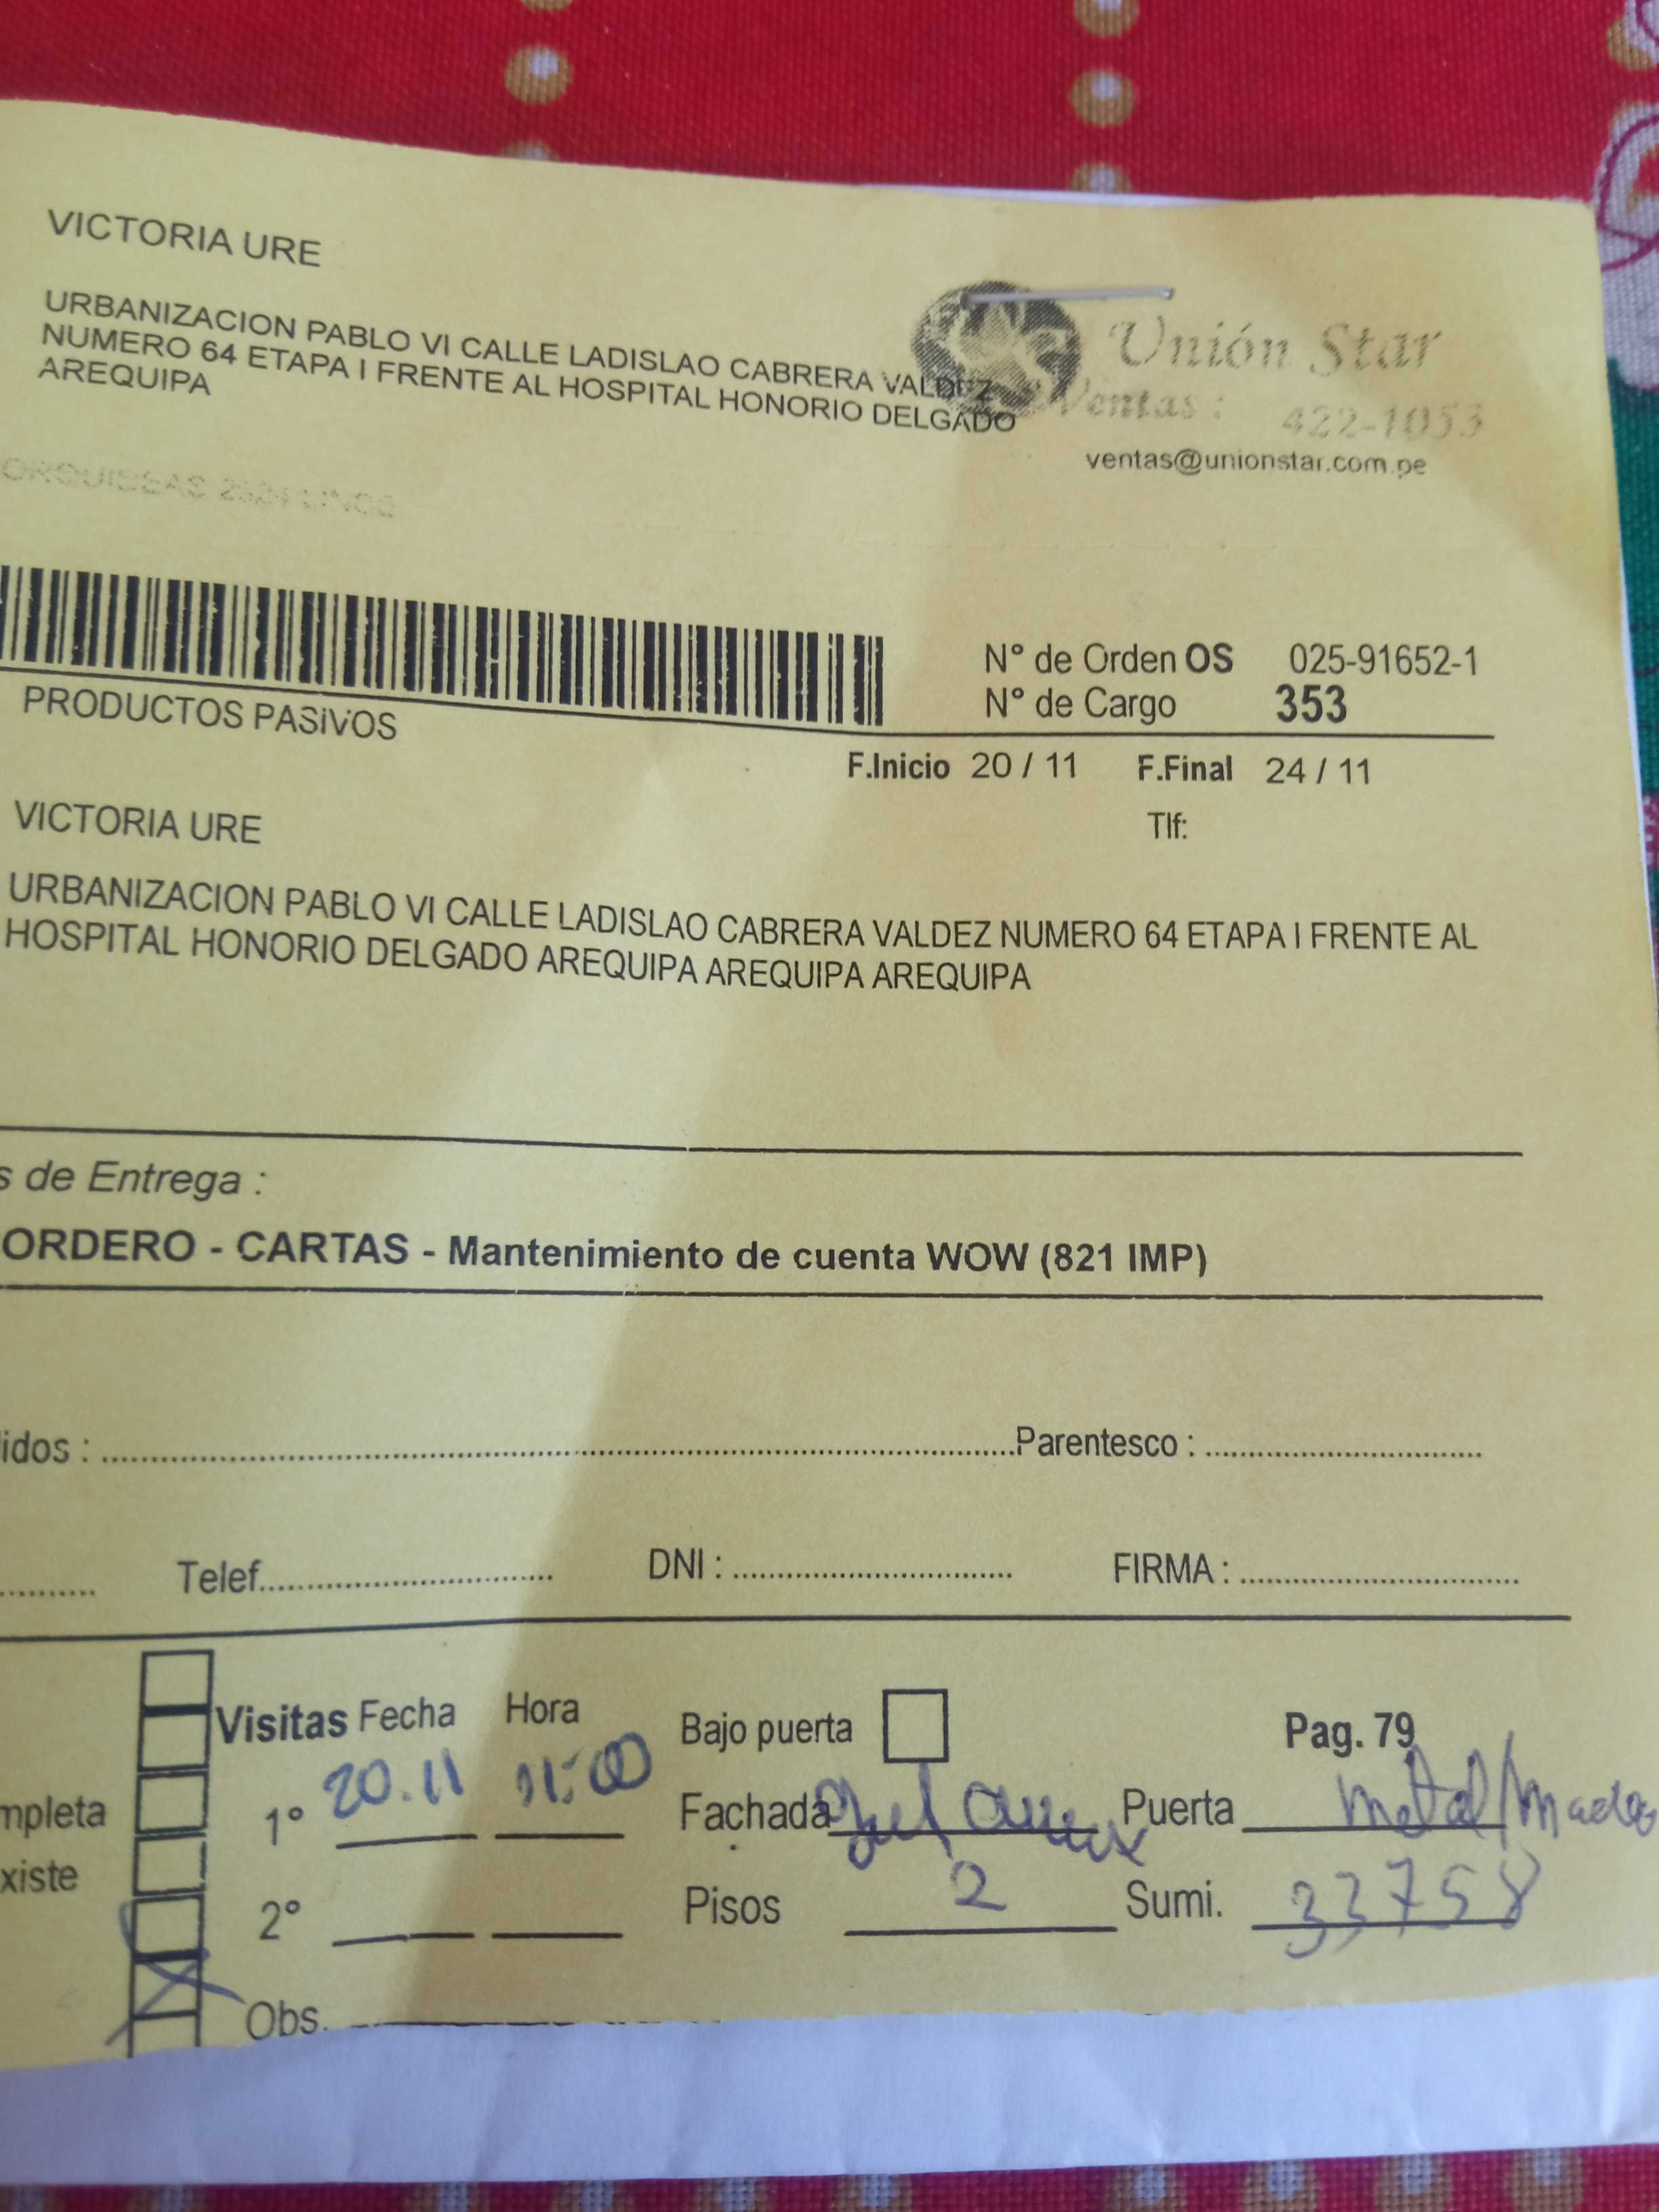 VICTORIA URE
URBANIZACION PABLO VI CALLE LADISLAO CABRERA VALDEZ
NUMERO 64 ETAPA I FRENTE AL HOSPITAL HONORIO DELGADO
AREQUIPA
Unión Star
Ventas : 422-1053
ventas@unionstar.com.pe
N° de Orden OS 025-91652-1
N° de Cargo 353
PRODUCTOS PASIVOS
F.Inicio 20 / 11 F.Final 24 / 11
VICTORIA URE
Tlf:
URBANIZACION PABLO VI CALLE LADISLAO CABRERA VALDEZ NUMERO 64 ETAPA I FRENTE AL
HOSPITAL HONORIO DELGADO AREQUIPA AREQUIPA AREQUIPA
s de Entrega :
ORDERO - CARTAS - Mantenimiento de cuenta WOW (821 IMP)
idos : Parentesco :
Telef. DNI : FIRMA :
Visitas Fecha Hora Bajo puerta Pag. 79
mpleta 1° 20.11 11:00 Fachada Puerta metal/madera
xiste 2° Pisos 2 Sumi. 33758
Obs.